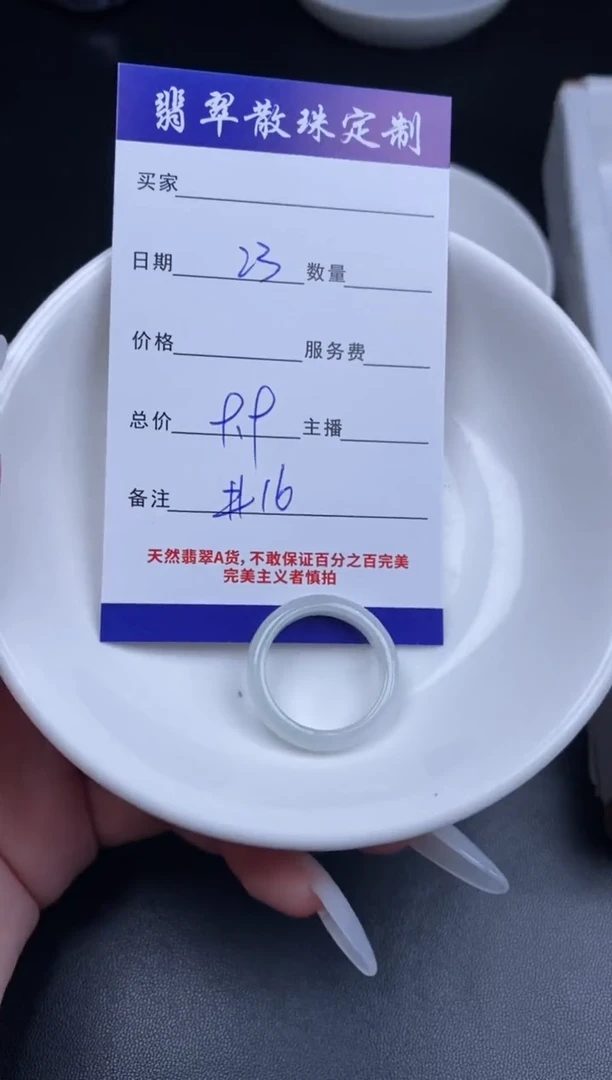 翡翠散珠定制
买家
日期 23 数量
价格 服务费
总价 主播
备注 #16
天然翡翠A货,不敢保证百分之百完美
完美主义者慎拍